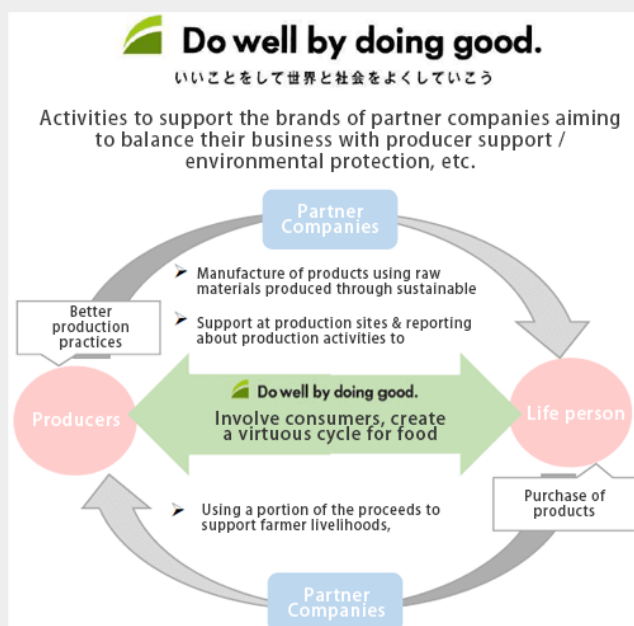 Do well by doing good.
いいことをして世界と社会をよくしていこう
Activities to support the brands of partner companies aiming
to balance their business with producer support /
environmental protection, etc.
Partner
Companies
➤ Manufacture of products using raw
materials produced through sustainable
Better
production
practices
➤ Support at production sites & reporting
about production activities to
Do well by doing good.
Producers
Involve consumers, create
a virtuous cycle for food
Life person
➤ Using a portion of the proceeds to
support farmer livelihoods,
Purchase of
products
Partner
Companies